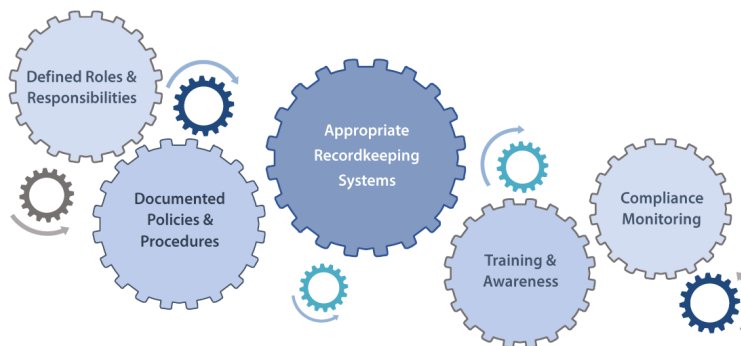 Defined Roles &
Responsibilities
Documented
Policies &
Procedures
Appropriate
Recordkeeping
Systems
Training &
Awareness
Compliance
Monitoring